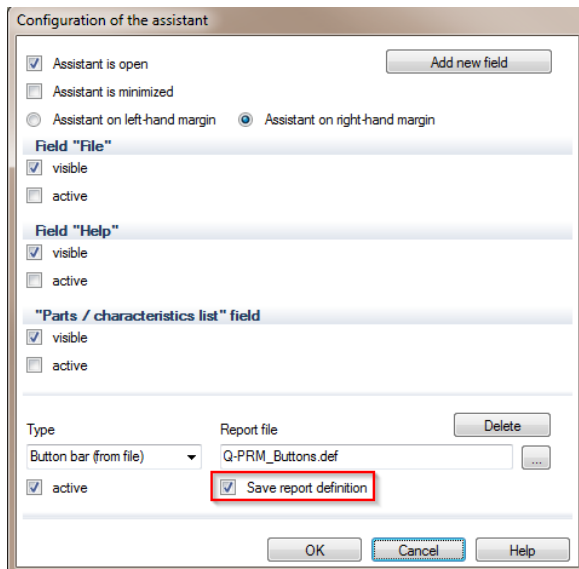 Configuration of the assistant
Assistant is open
Add new field
Assistant is minimized
Assistant on left-hand margin Assistant on right-hand margin
Field "File"
visible
active
Field "Help"
visible
active
"Parts / characteristics list" field
visible
active
Delete
Type Report file
Button bar (from file) Q-PRM_Buttons.def ...
active Save report definition
OK Cancel Help